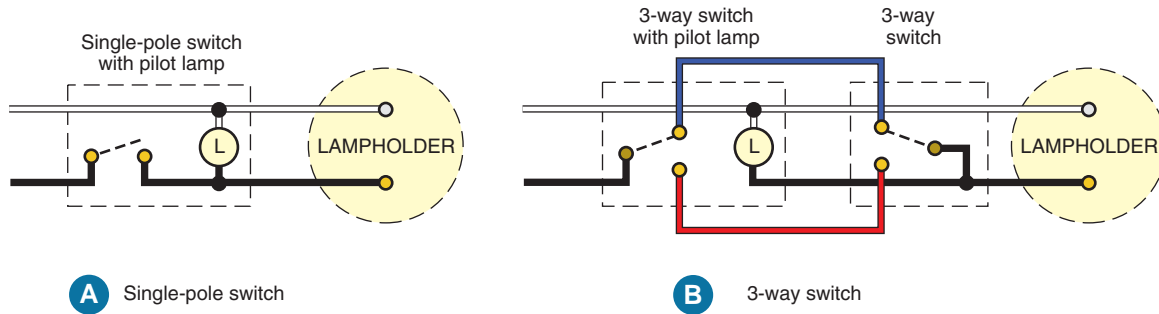 Single-pole switch
with pilot lamp
L
LAMPHOLDER
A Single-pole switch
3-way switch
with pilot lamp
3-way
switch
L
LAMPHOLDER
B 3-way switch